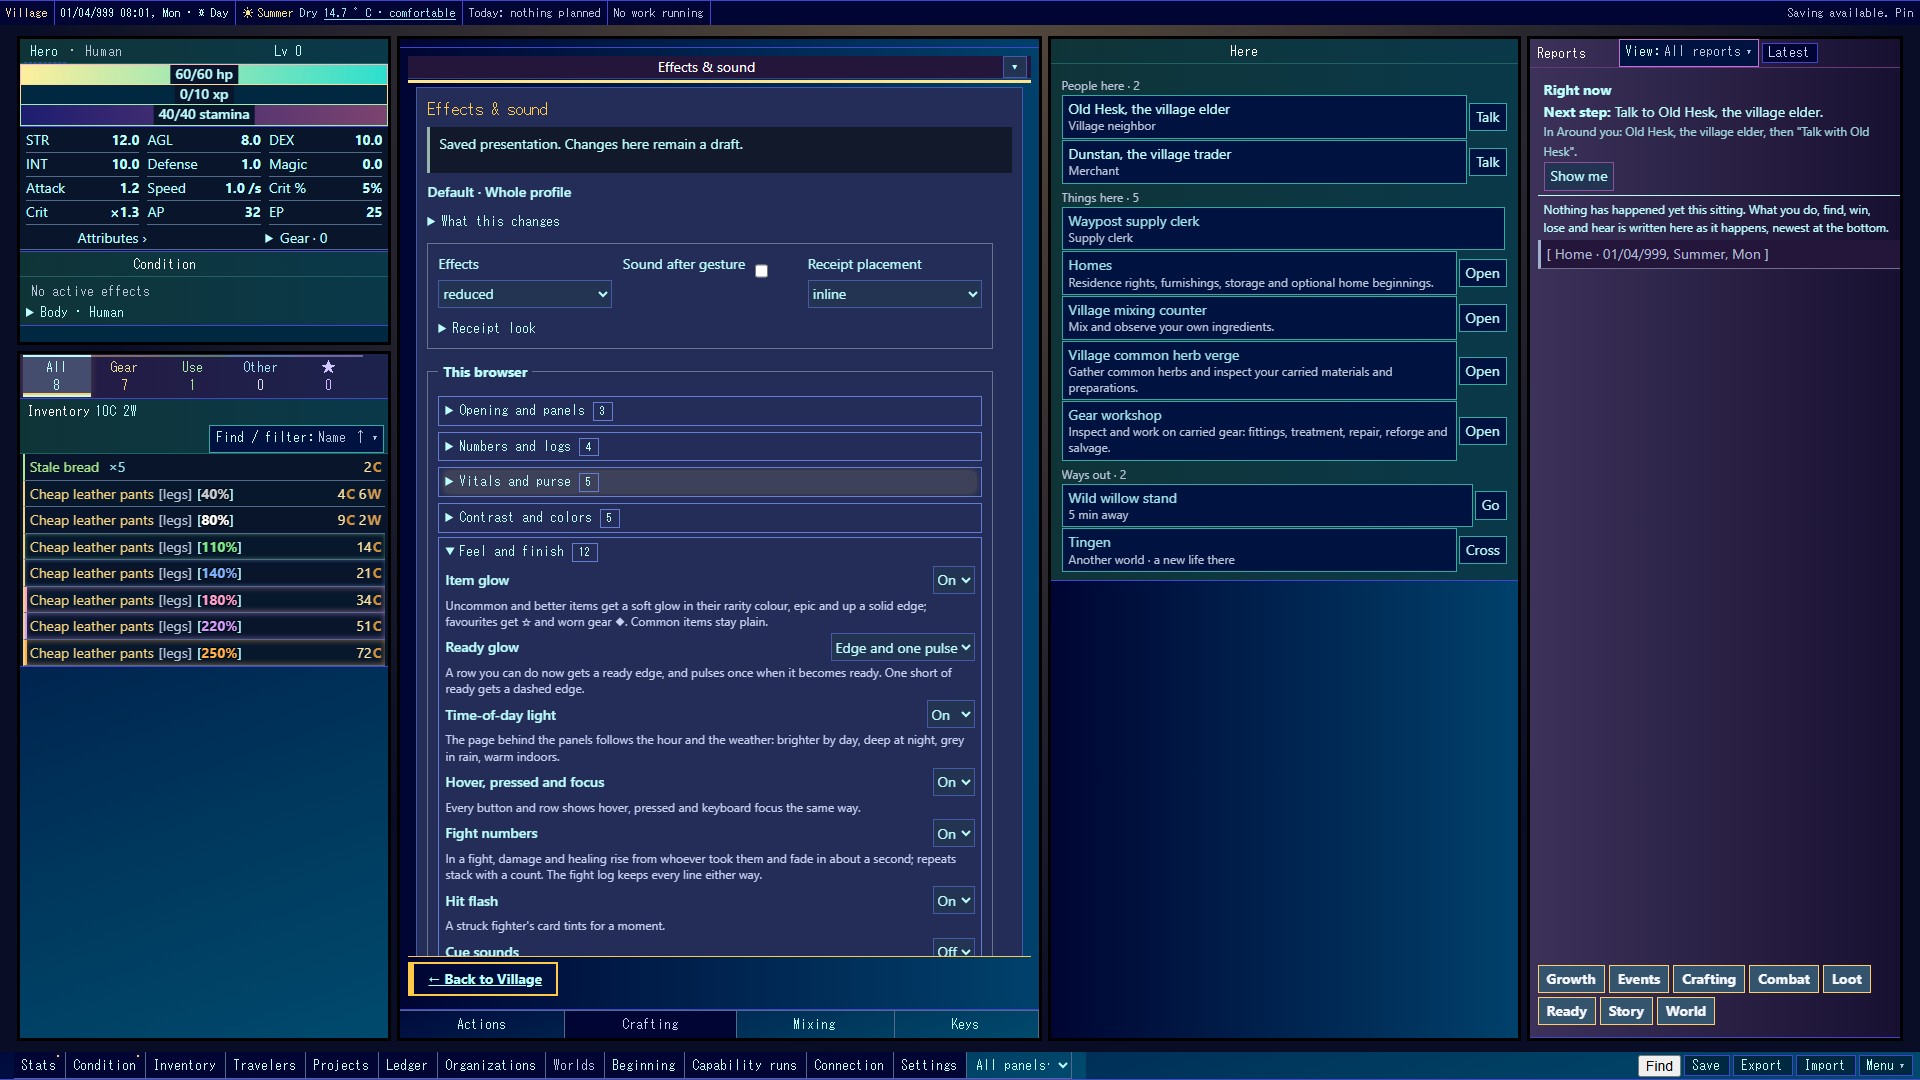 Village
01/04/999 08:01, Mon · ☀ Day
☀ Summer Dry 14.7 ° C · comfortable
Today: nothing planned
No work running
Saving available. Pin
Hero · Human Lv 0
60/60 hp
0/10 xp
40/40 stamina
STR 12.0 AGL 8.0 DEX 10.0
INT 10.0 Defense 1.0 Magic 0.0
Attack 1.2 Speed 1.0 /s Crit % 5%
Crit ×1.3 AP 32 EP 25
Attributes › ▶ Gear · 0
Condition
No active effects
▶ Body · Human
All Gear Use Other ★
8 7 1 0 0
Inventory 10C 2W
Find / filter: Name ↑ ▾
Stale bread ×5 2C
Cheap leather pants [legs] [40%] 4C 6W
Cheap leather pants [legs] [80%] 9C 2W
Cheap leather pants [legs] [110%] 14C
Cheap leather pants [legs] [140%] 21C
Cheap leather pants [legs] [180%] 34C
Cheap leather pants [legs] [220%] 51C
Cheap leather pants [legs] [250%] 72C
Effects & sound ▾
Effects & sound
Saved presentation. Changes here remain a draft.
Default · Whole profile
▶ What this changes
Effects Sound after gesture Receipt placement
reduced inline
▶ Receipt look
This browser
▶ Opening and panels 3
▶ Numbers and logs 4
▶ Vitals and purse 5
▶ Contrast and colors 5
▼ Feel and finish 12
Item glow On
Uncommon and better items get a soft glow in their rarity colour, epic and up a solid edge;
favourites get ☆ and worn gear ◆. Common items stay plain.
Ready glow Edge and one pulse
A row you can do now gets a ready edge, and pulses once when it becomes ready. One short of
ready gets a dashed edge.
Time-of-day light On
The page behind the panels follows the hour and the weather: brighter by day, deep at night, grey
in rain, warm indoors.
Hover, pressed and focus On
Every button and row shows hover, pressed and keyboard focus the same way.
Fight numbers On
In a fight, damage and healing rise from whoever took them and fade in about a second; repeats
stack with a count. The fight log keeps every line either way.
Hit flash On
A struck fighter's card tints for a moment.
Cue sounds Off
← Back to Village
Actions Crafting Mixing Keys
Here
People here · 2
Old Hesk, the village elder
Village neighbor
Talk
Dunstan, the village trader
Merchant
Talk
Things here · 5
Waypost supply clerk
Supply clerk
Homes
Residence rights, furnishings, storage and optional home beginnings.
Open
Village mixing counter
Mix and observe your own ingredients.
Open
Village common herb verge
Gather common herbs and inspect your carried materials and
preparations.
Open
Gear workshop
Inspect and work on carried gear: fittings, treatment, repair, reforge and
salvage.
Open
Ways out · 2
Wild willow stand
5 min away
Go
Tingen
Another world · a new life there
Cross
Reports View: All reports ▾ Latest
Right now
Next step: Talk to Old Hesk, the village elder.
In Around you: Old Hesk, the village elder, then "Talk with Old
Hesk".
Show me
Nothing has happened yet this sitting. What you do, find, win,
lose and hear is written here as it happens, newest at the bottom.
[ Home · 01/04/999, Summer, Mon ]
Growth Events Crafting Combat Loot
Ready Story World
Stats Condition Inventory Travelers Projects Ledger Organizations Worlds Beginning Capability runs Connection Settings All panels
Find Save Export Import Menu ▾